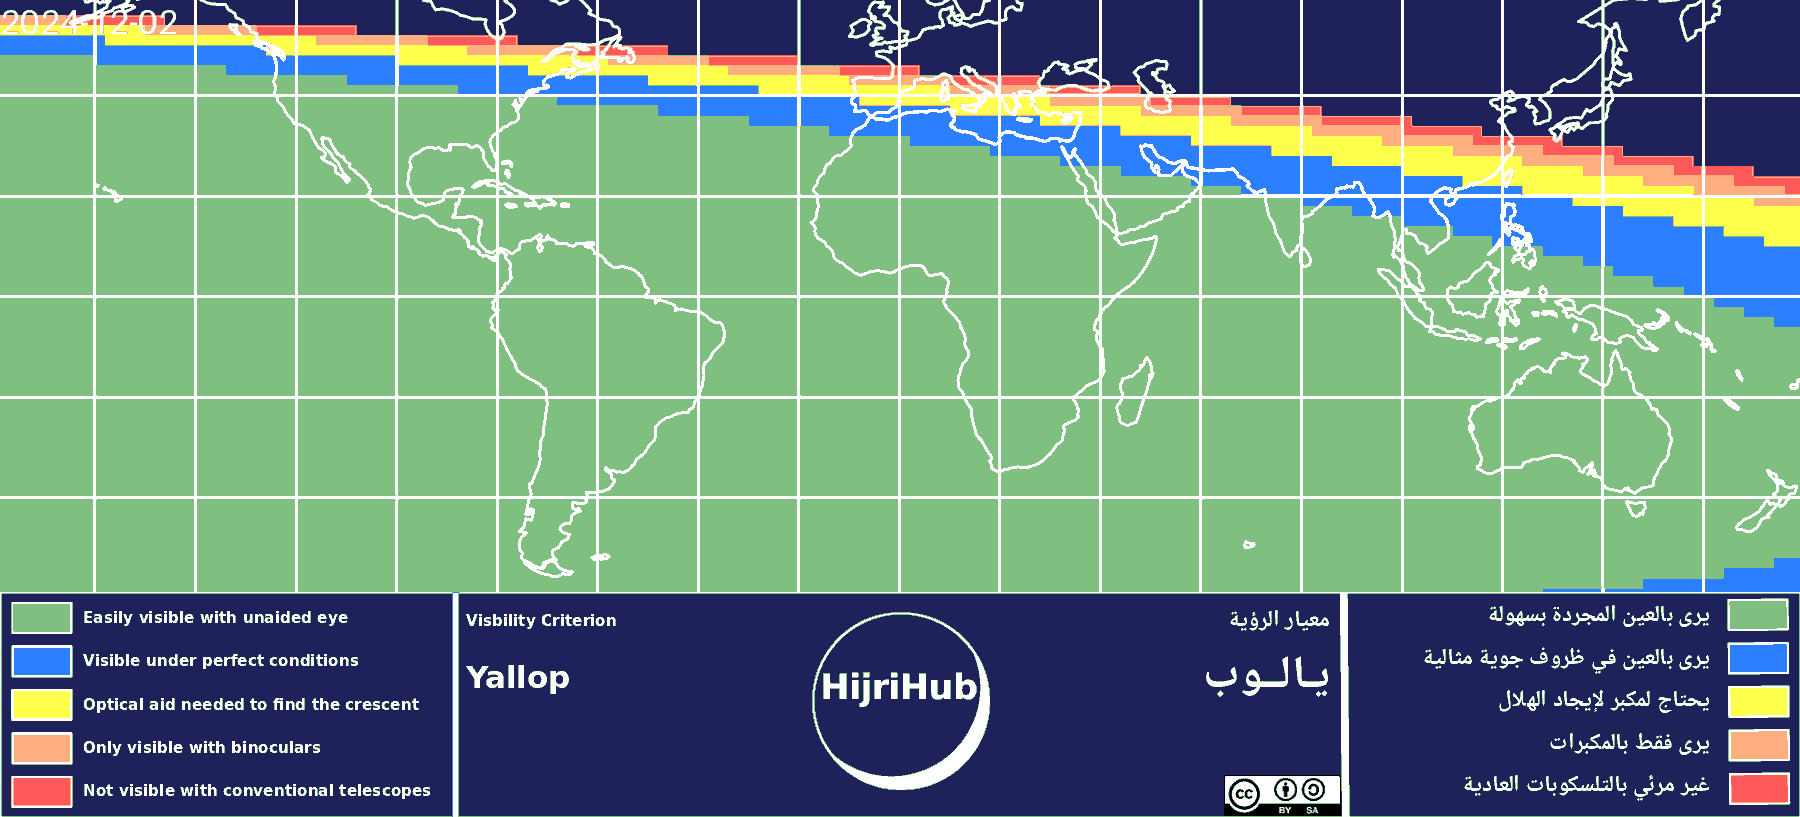 2024-12-02
Easily visible with unaided eye
Visible under perfect conditions
Optical aid needed to find the crescent
Only visible with binoculars
Not visible with conventional telescopes
Visbility Criterion
Yallop
HijriHub
معيار الرؤية
يـالـوب
cc
BY SA
يرى بالعين المجردة بسهولة
يرى بالعين في ظروف جوية مثالية
يحتاج لمكبر لإيجاد الهلال
يرى فقط بالمكبرات
غير مرئي بالتلسكوبات العادية